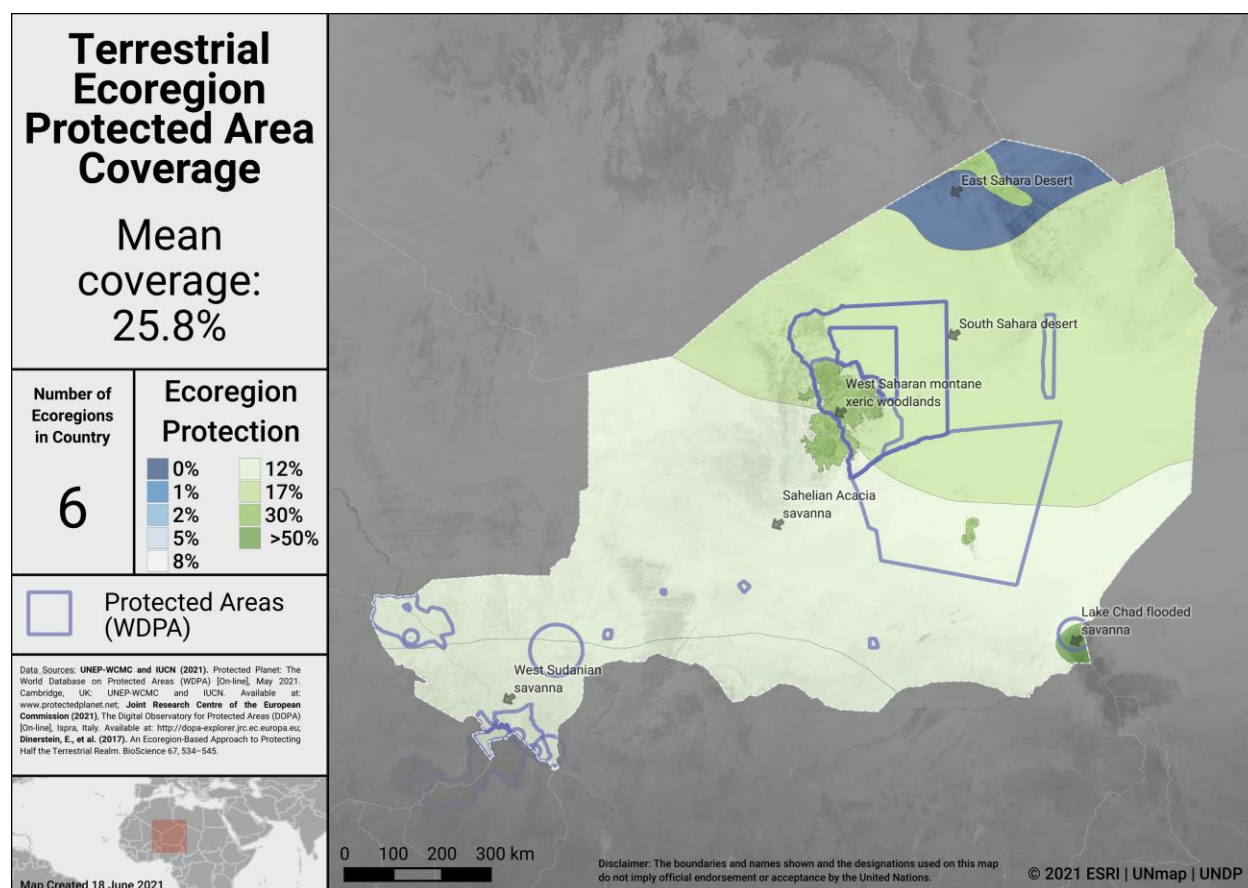 Terrestrial
Ecoregion
Protected Area
Coverage
Mean
coverage:
25.8%
Number of
Ecoregions
in Country
6
Ecoregion
Protection
0%
1%
2%
5%
8%
12%
17%
30%
>50%
Protected Areas
(WDPA)
Data Sources: UNEP-WCMC and IUCN (2021). Protected Planet: The
World Database on Protected Areas (WDPA) [On-line], May 2021.
Cambridge, UK: UNEP-WCMC and IUCN. Available at:
www.protectedplanet.net; Joint Research Centre of the European
Commission (2021), The Digital Observatory for Protected Areas (DOPA)
[On-line], Ispra, Italy. Available at: http://dopa-explorer.jrc.ec.europa.eu;
Dinerstein, E., et al. (2017). An Ecoregion-Based Approach to Protecting
Half the Terrestrial Realm. BioScience 67, 534–545.
Map Created 18 June 2021
East Sahara Desert
South Sahara desert
West Saharan montane
xeric woodlands
Sahelian Acacia
savanna
Lake Chad flooded
savanna
West Sudanian
savanna
0 100 200 300 km
Disclaimer: The boundaries and names shown and the designations used on this map
do not imply official endorsement or acceptance by the United Nations.
© 2021 ESRI | UNmap | UNDP